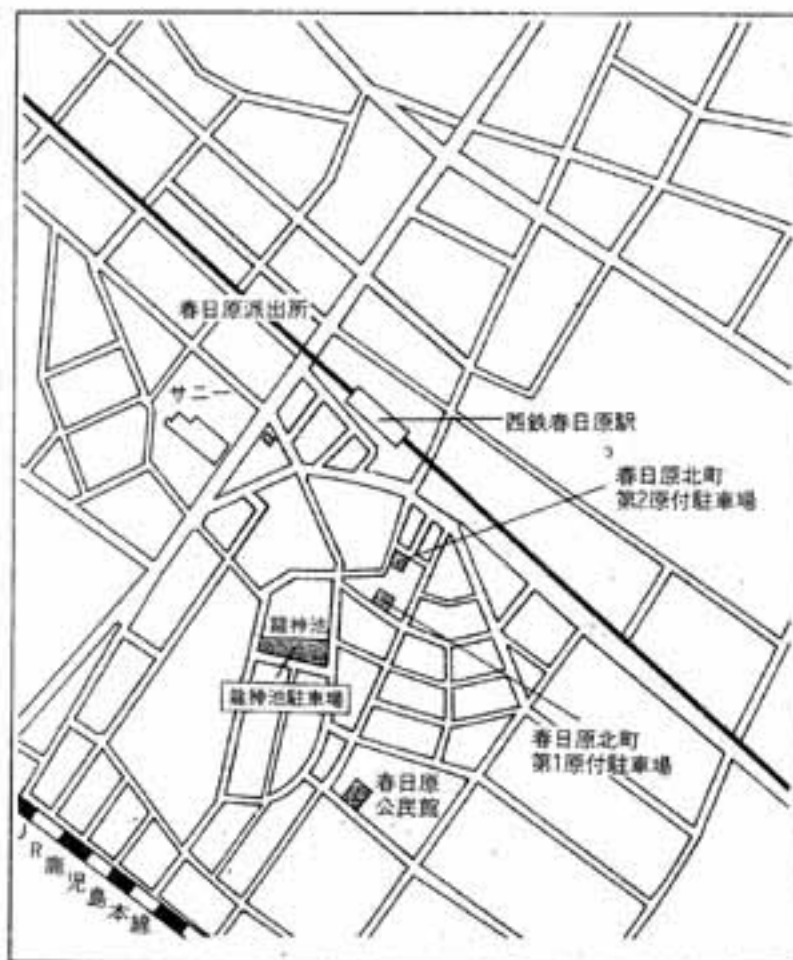 春日原派出所
サニー
西鉄春日原駅
春日原北町
第2原付駐車場
龍神池
龍神池駐車場
春日原北町
第1原付駐車場
春日原
公民館
JR鹿児島本線